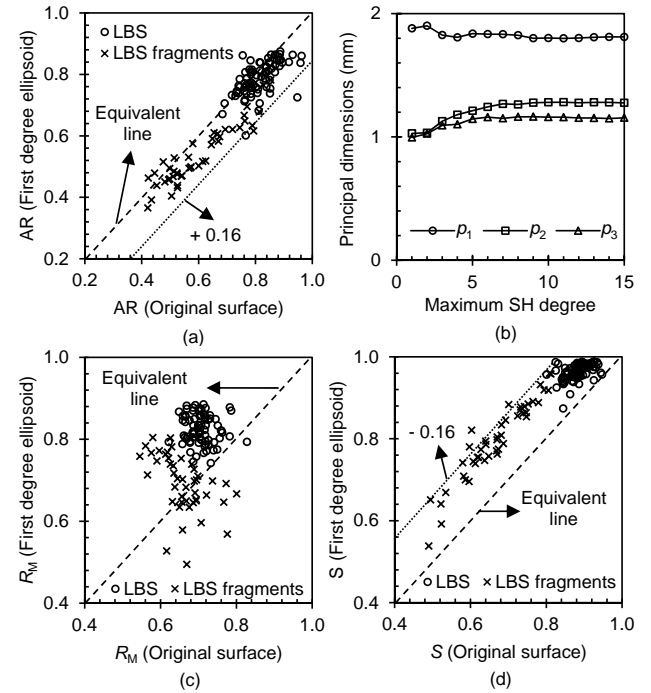 AR (First degree ellipsoid)
1.0
0.8
0.6
0.4
0.2
LBS
LBS fragments
Equivalent
line
+ 0.16
0.2 0.4 0.6 0.8 1.0
AR (Original surface)
(a)
Principal dimensions (mm)
2
1
0
p1 p2 p3
0 5 10 15
Maximum SH degree
(b)
RM (First degree ellipsoid)
1.0
0.8
0.6
0.4
Equivalent
line
LBS LBS fragments
0.4 0.6 0.8 1.0
RM (Original surface)
(c)
S (First degree ellipsoid)
1.0
0.8
0.6
0.4
- 0.16
Equivalent
line
LBS LBS fragments
0.4 0.6 0.8 1.0
S (Original surface)
(d)